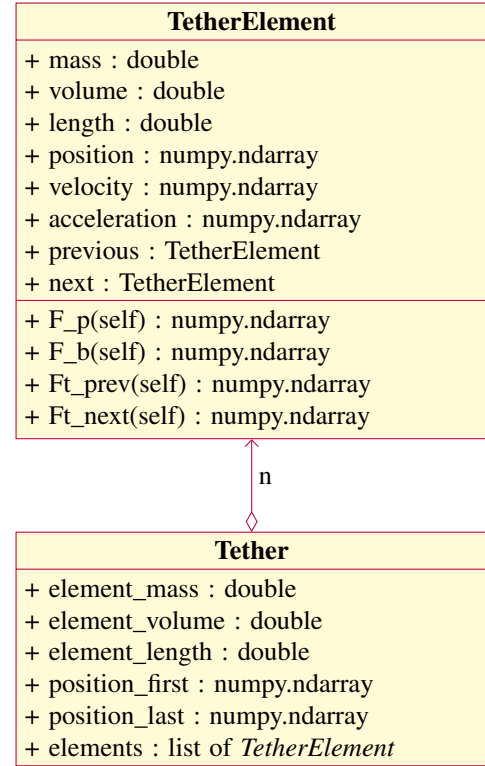 TetherElement
+ mass : double
+ volume : double
+ length : double
+ position : numpy.ndarray
+ velocity : numpy.ndarray
+ acceleration : numpy.ndarray
+ previous : TetherElement
+ next : TetherElement
+ F_p(self) : numpy.ndarray
+ F_b(self) : numpy.ndarray
+ Ft_prev(self) : numpy.ndarray
+ Ft_next(self) : numpy.ndarray
n
Tether
+ element_mass : double
+ element_volume : double
+ element_length : double
+ position_first : numpy.ndarray
+ position_last : numpy.ndarray
+ elements : list of TetherElement